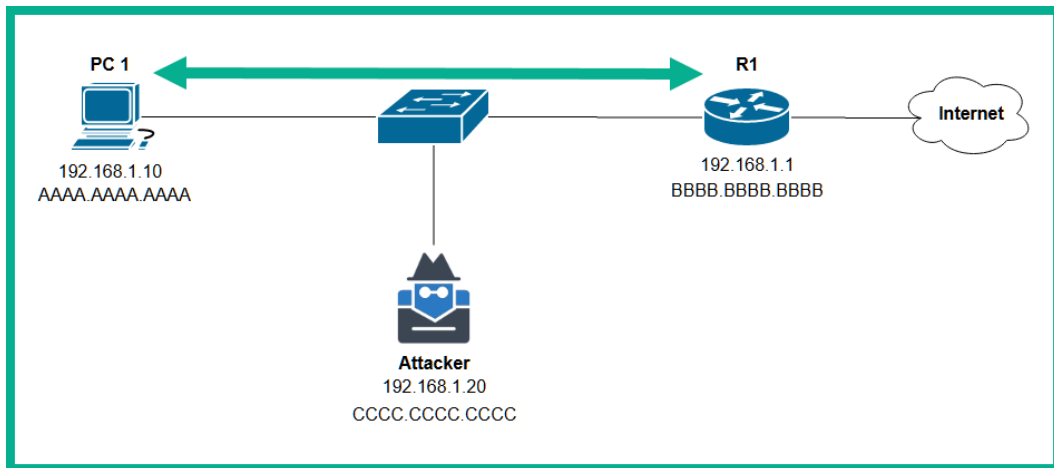 PC 1
192.168.1.10
AAAA.AAAA.AAAA
R1
192.168.1.1
BBBB.BBBB.BBBB
Internet
Attacker
192.168.1.20
CCCC.CCCC.CCCC